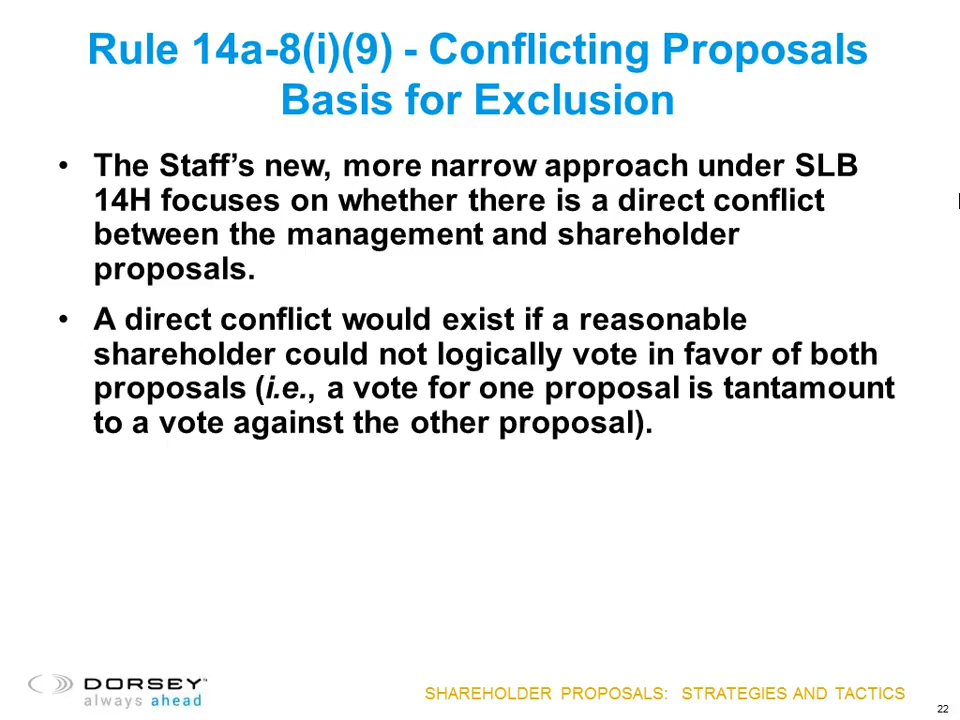 Rule 14a-8(i)(9) - Conflicting Proposals
Basis for Exclusion
• The Staff’s new, more narrow approach under SLB
14H focuses on whether there is a direct conflict
between the management and shareholder
proposals.
• A direct conflict would exist if a reasonable
shareholder could not logically vote in favor of both
proposals (i.e., a vote for one proposal is tantamount
to a vote against the other proposal).
DORSEY™
always ahead
SHAREHOLDER PROPOSALS: STRATEGIES AND TACTICS
22